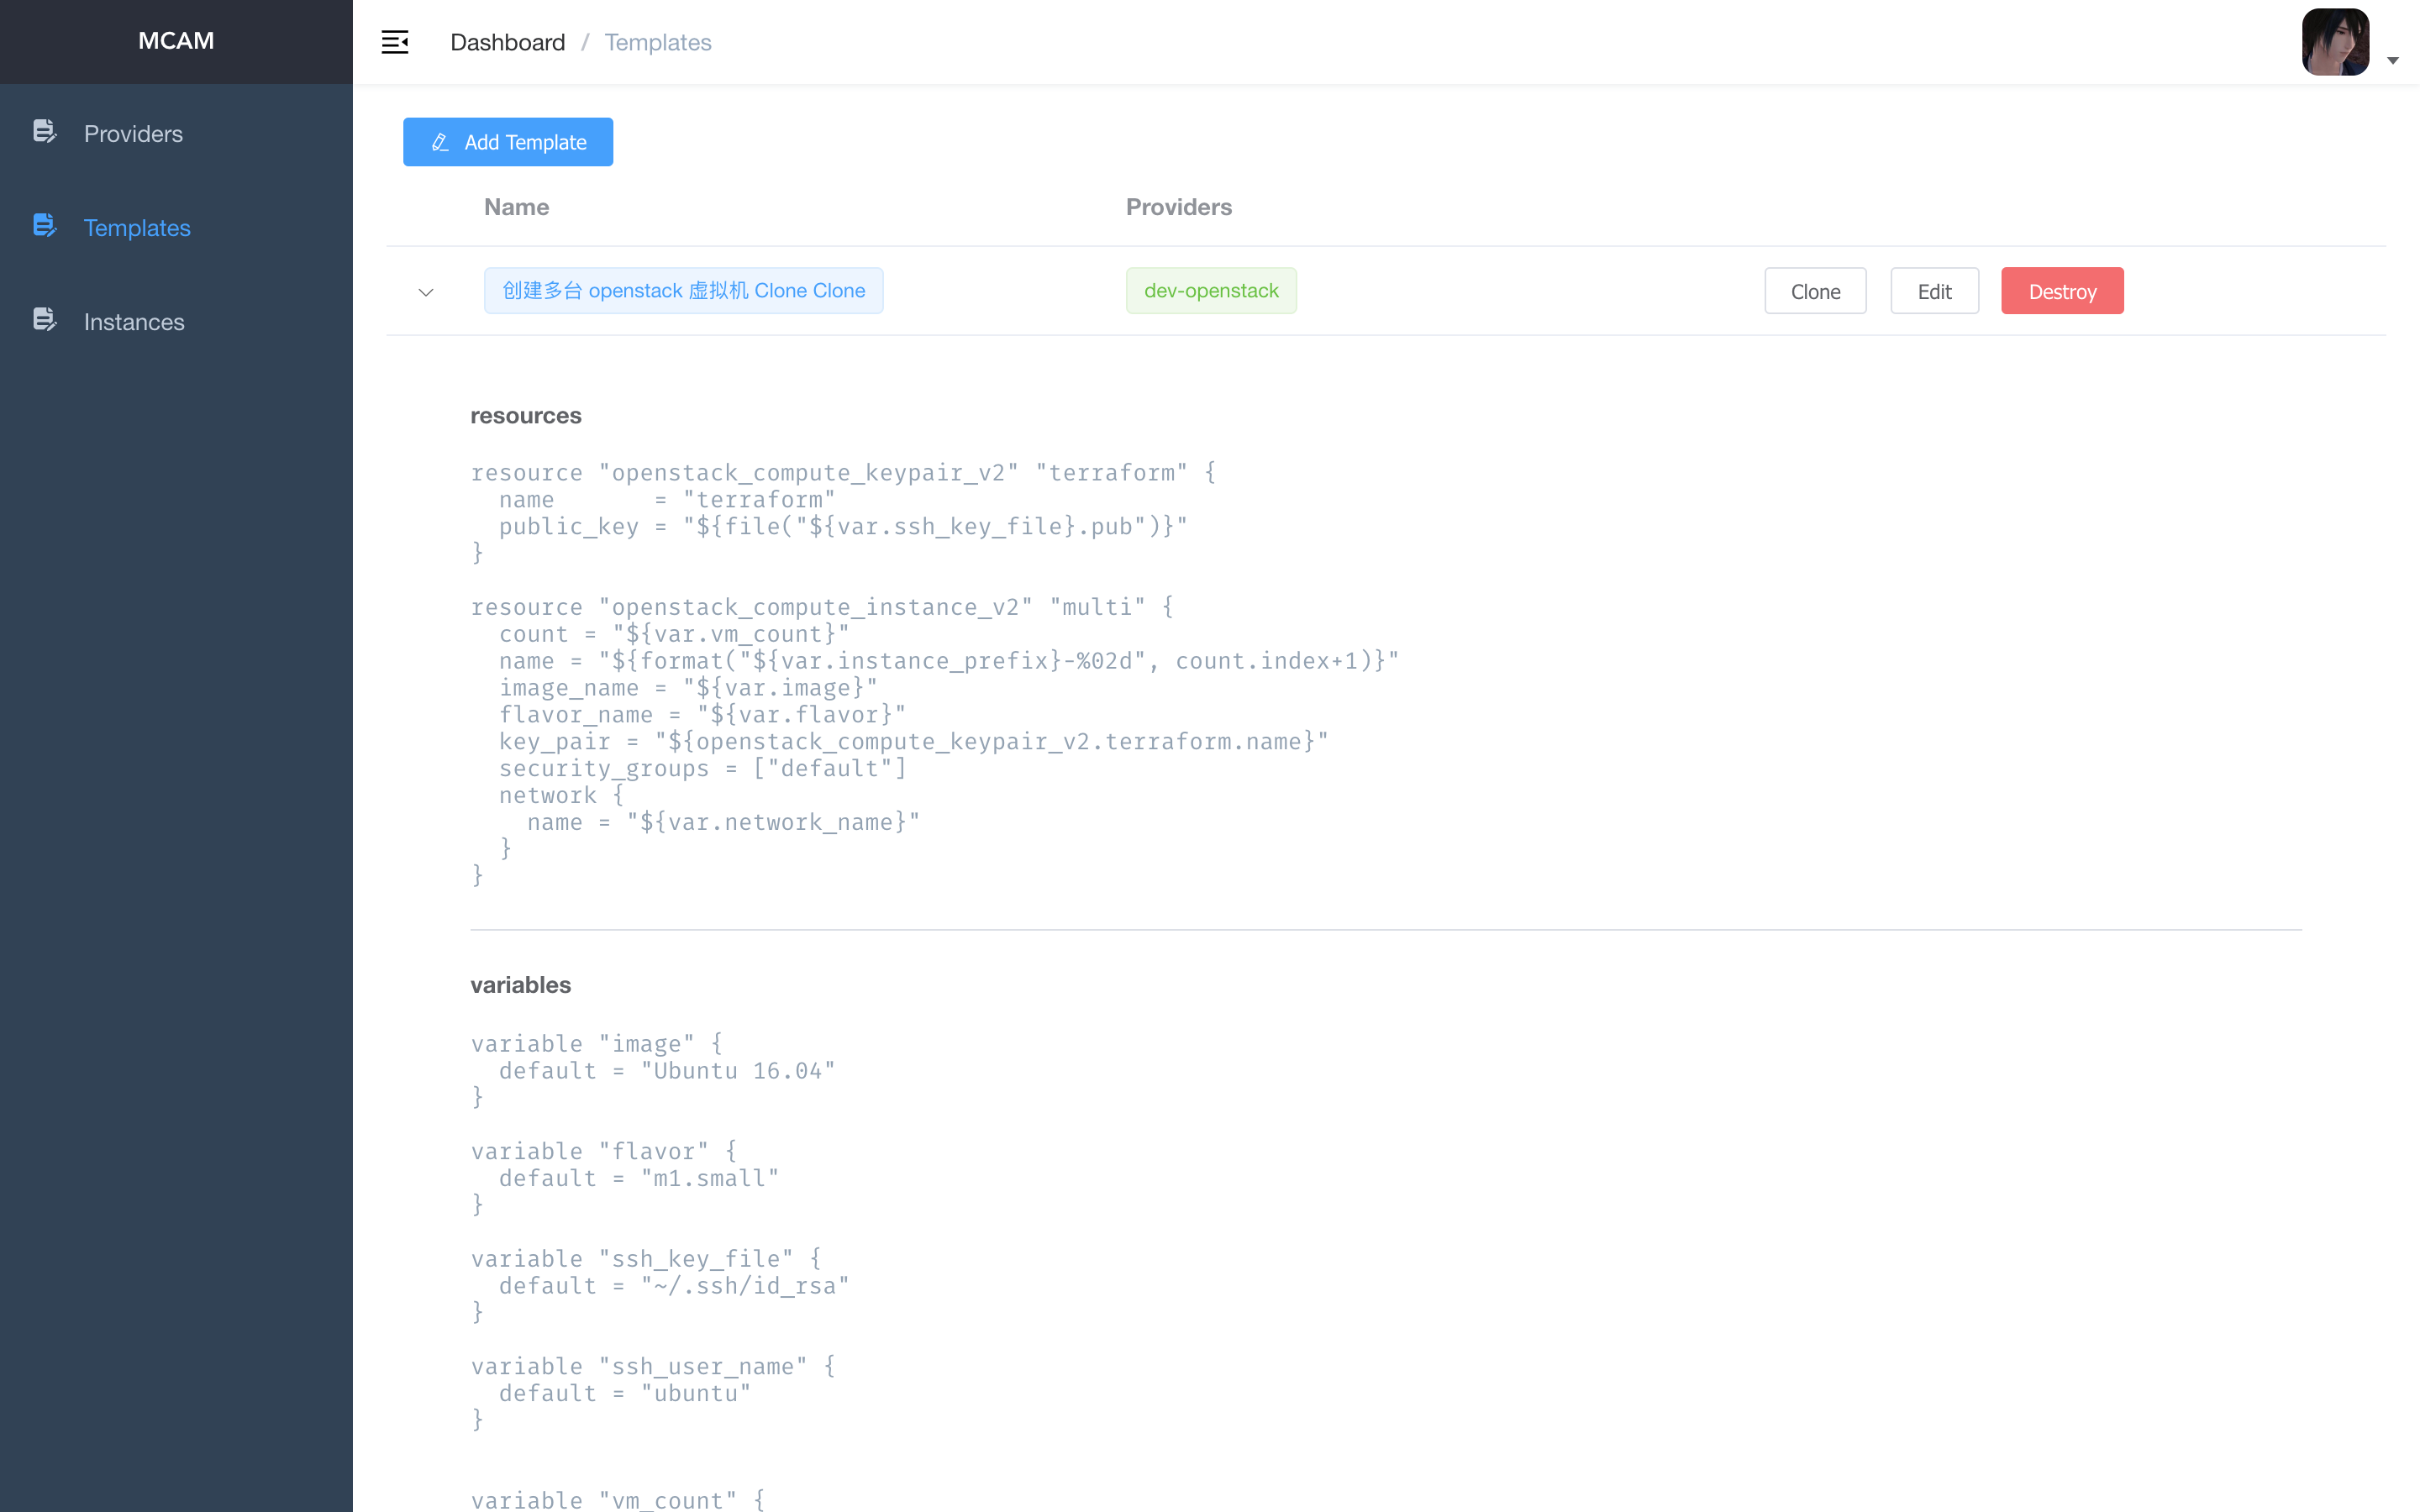 MCAM
Dashboard / Templates
Providers
Templates
Instances
Add Template
Name Providers
创建多台 openstack 虚拟机 Clone Clone dev-openstack Clone Edit Destroy
resources
resource "openstack_compute_keypair_v2" "terraform" {
  name       = "terraform"
  public_key = "${file("${var.ssh_key_file}.pub")}"
}
resource "openstack_compute_instance_v2" "multi" {
  count = "${var.vm_count}"
  name = "${format("${var.instance_prefix}-%02d", count.index+1)}"
  image_name = "${var.image}"
  flavor_name = "${var.flavor}"
  key_pair = "${openstack_compute_keypair_v2.terraform.name}"
  security_groups = ["default"]
  network {
    name = "${var.network_name}"
  }
}
variables
variable "image" {
  default = "Ubuntu 16.04"
}
variable "flavor" {
  default = "m1.small"
}
variable "ssh_key_file" {
  default = "~/.ssh/id_rsa"
}
variable "ssh_user_name" {
  default = "ubuntu"
}
variable "vm_count" {